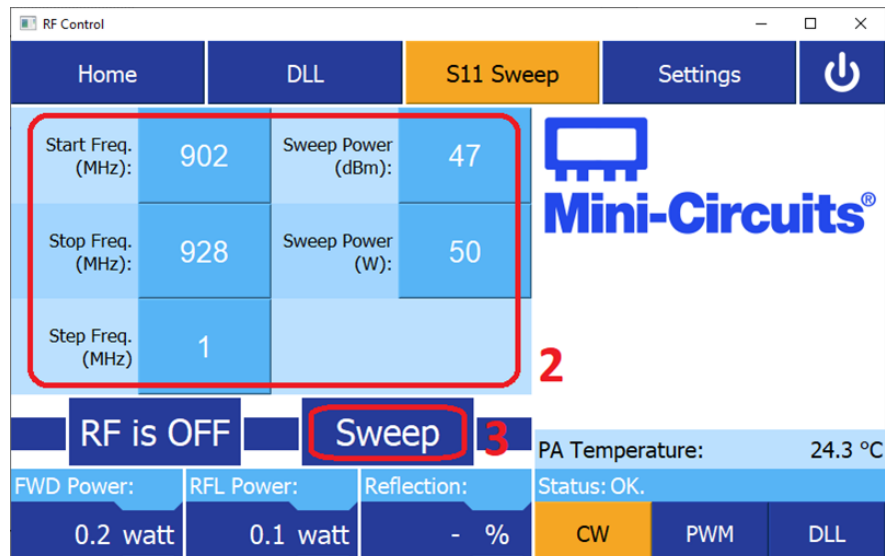 RF Control
Home DLL S11 Sweep Settings
Start Freq. (MHz): 902 Sweep Power (dBm): 47
Mini-Circuits®
Stop Freq. (MHz): 928 Sweep Power (W): 50
Step Freq. (MHz) 1
2
RF is OFF Sweep 3
PA Temperature: 24.3 ºC
FWD Power: RFL Power: Reflection: Status: OK.
0.2 watt 0.1 watt - % CW PWM DLL